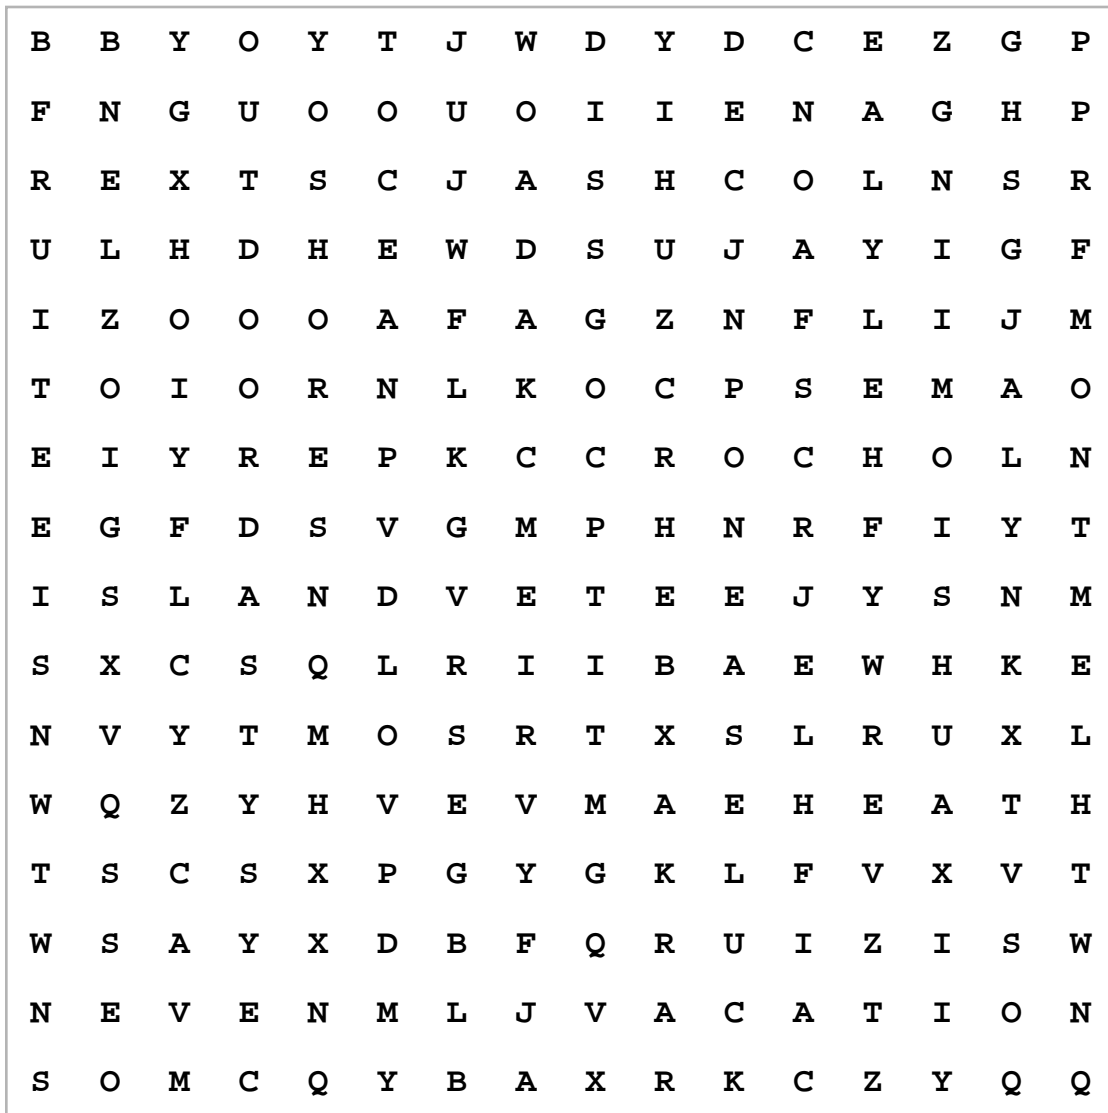 B B Y O Y T J W D Y D C E Z G P
F N G U O O U O I I E N A G H P
R E X T S C J A S H C O L N S R
U L H D H E W D S U J A Y I G F
I Z O O O A F A G Z N F L I J M
T O I O R N L K O C P S E M A O
E I Y R E P K C C R O C H O L N
E G F D S V G M P H N R F I Y T
I S L A N D V E T E E J Y S N M
S X C S Q L R I I B A E W H K E
N V Y T M O S R T X S L R U X L
W Q Z Y H V E V M A E H E A T H
T S C S X P G Y G K L F V X V T
W S A Y X D B F Q R U I Z I S W
N E V E N M L J V A C A T I O N
S O M C Q Y B A X R K C Z Y Q Q